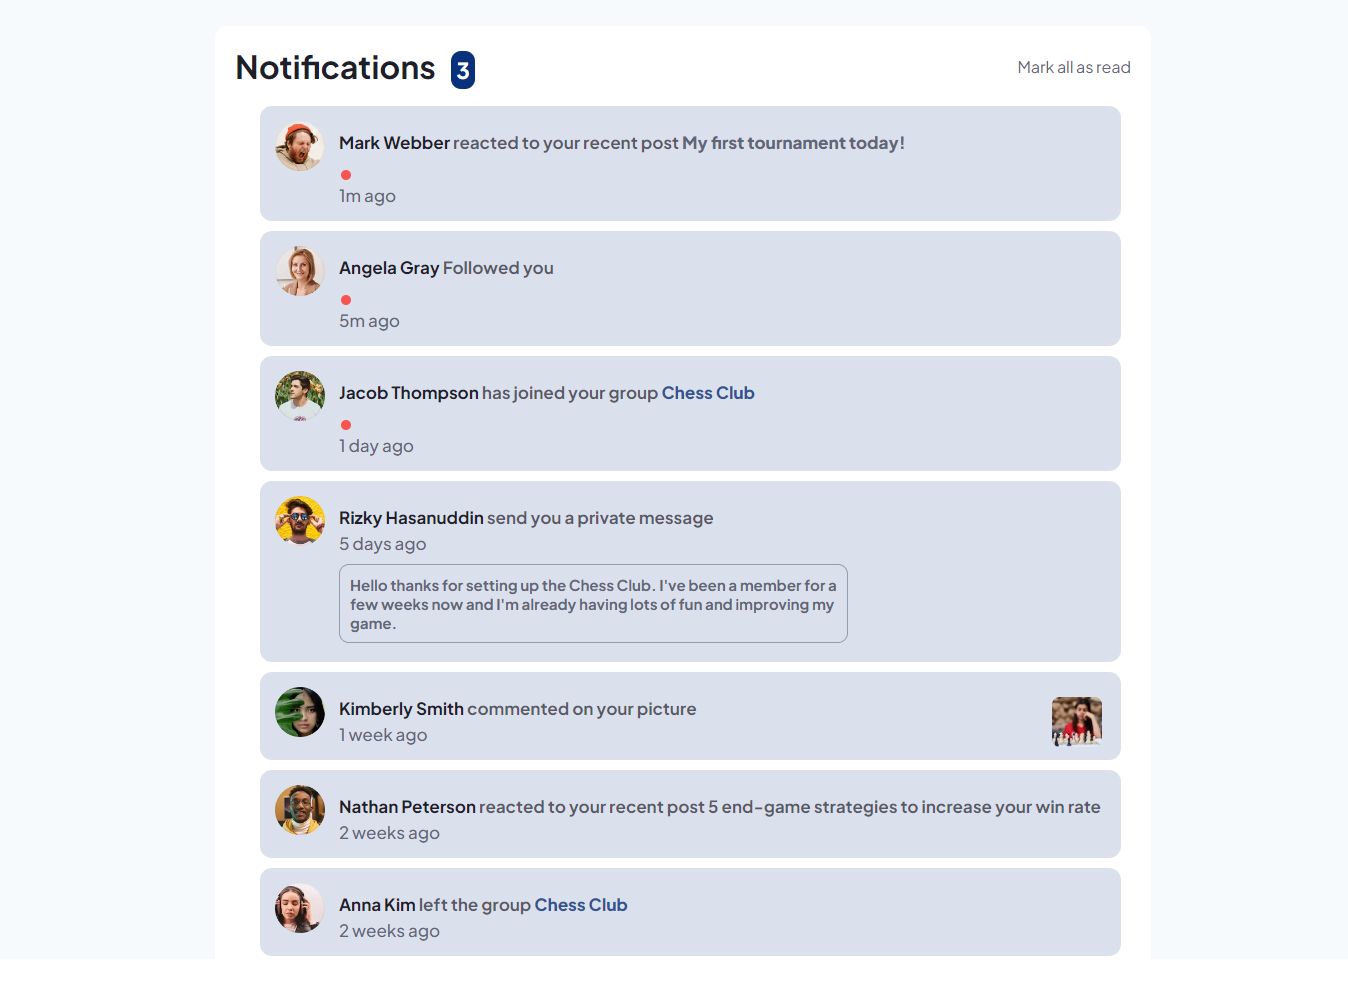 Notifications 3
Mark all as read
Mark Webber reacted to your recent post My first tournament today!
1m ago
Angela Gray Followed you
5m ago
Jacob Thompson has joined your group Chess Club
1 day ago
Rizky Hasanuddin send you a private message
5 days ago
Hello thanks for setting up the Chess Club. I've been a member for a
few weeks now and I'm already having lots of fun and improving my
game.
Kimberly Smith commented on your picture
1 week ago
Nathan Peterson reacted to your recent post 5 end-game strategies to increase your win rate
2 weeks ago
Anna Kim left the group Chess Club
2 weeks ago